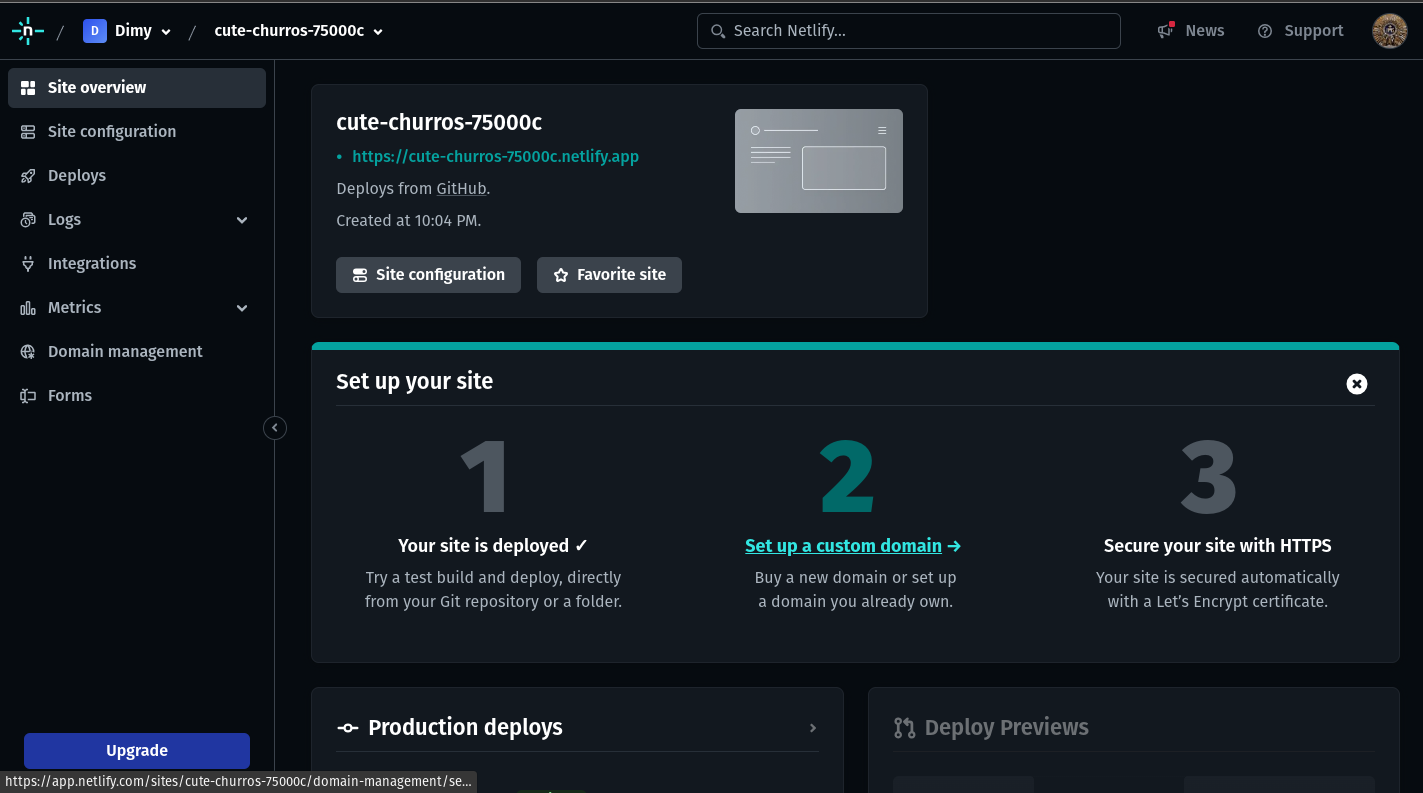 n / D Dimy / cute-churros-75000c
Search Netlify...
News
Support
Site overview
Site configuration
Deploys
Logs
Integrations
Metrics
Domain management
Forms
Upgrade
https://app.netlify.com/sites/cute-churros-75000c/domain-management/se...
cute-churros-75000c
• https://cute-churros-75000c.netlify.app
Deploys from GitHub.
Created at 10:04 PM.
Site configuration
Favorite site
Set up your site
1
Your site is deployed ✓
Try a test build and deploy, directly
from your Git repository or a folder.
2
Set up a custom domain →
Buy a new domain or set up
a domain you already own.
3
Secure your site with HTTPS
Your site is secured automatically
with a Let’s Encrypt certificate.
Production deploys
Deploy Previews